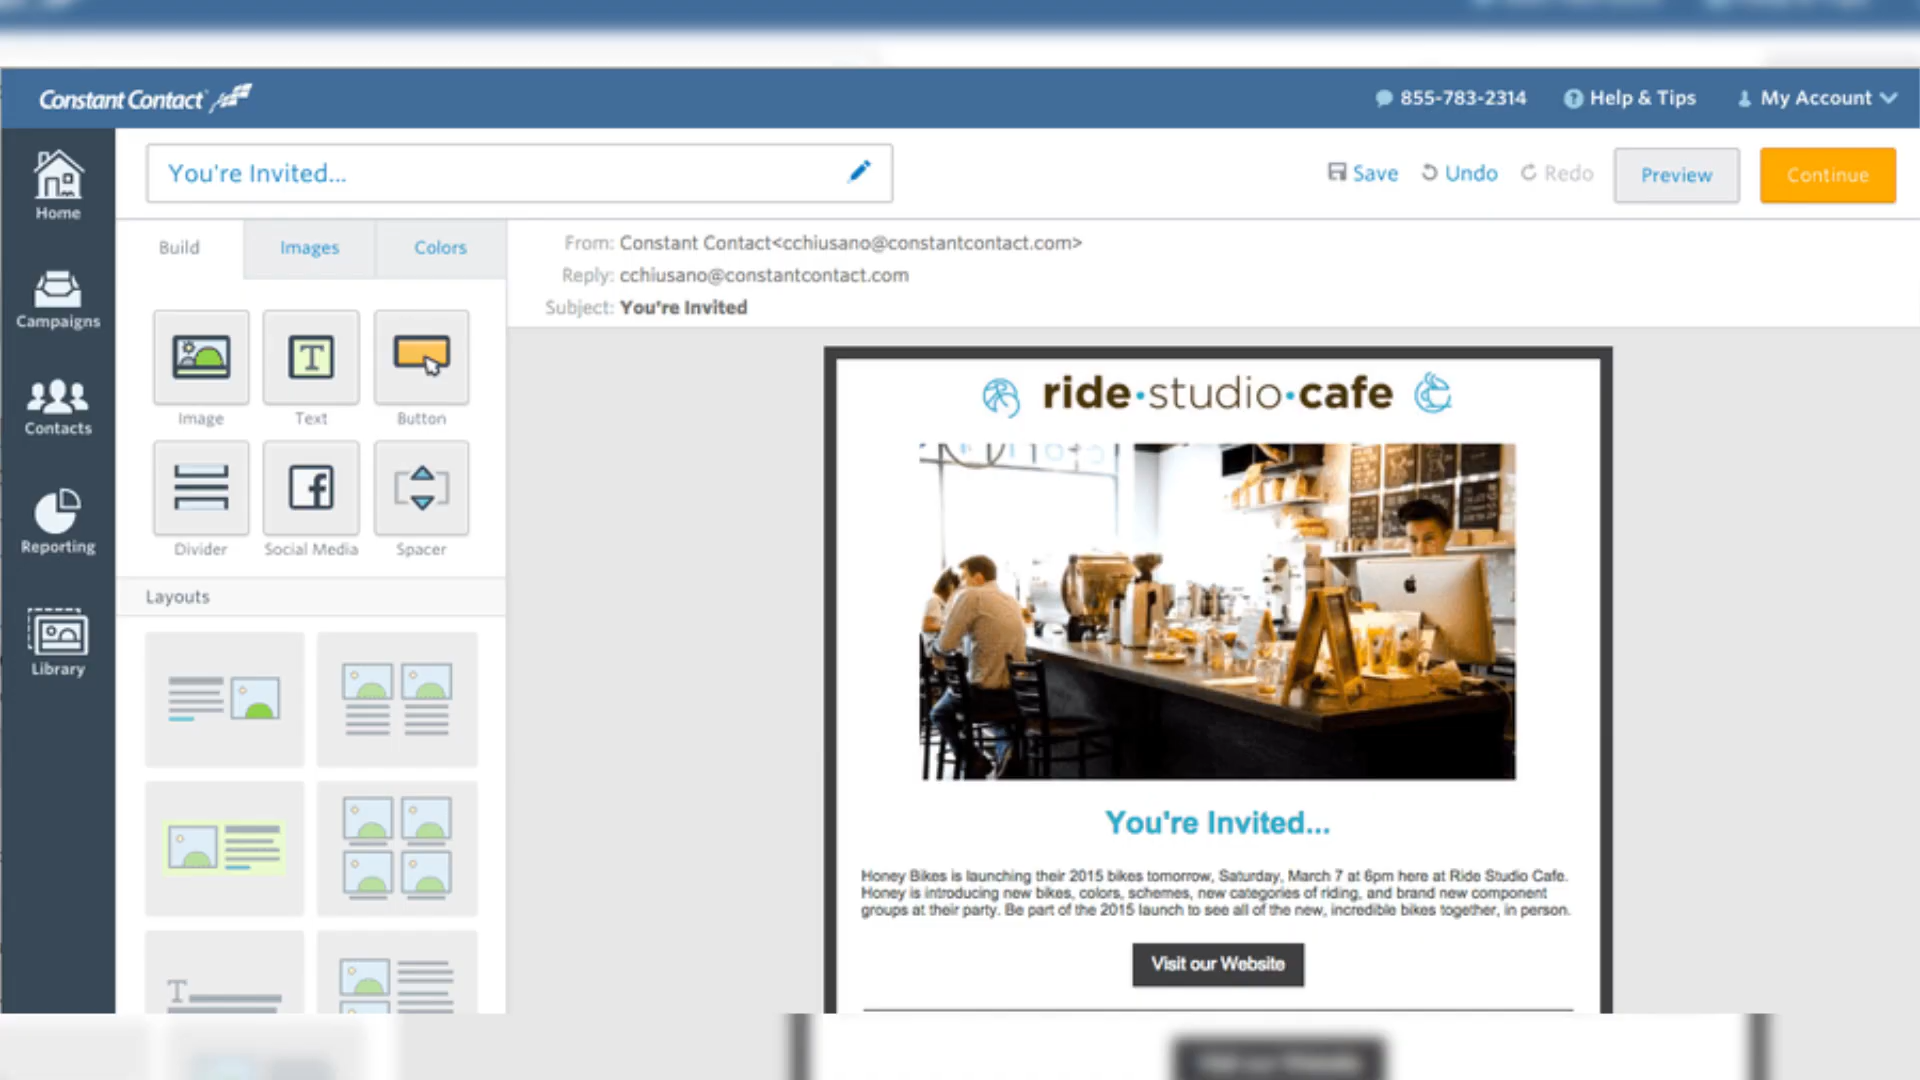 Constant Contact
855-783-2314
Help & Tips
My Account
Home
Campaigns
Contacts
Reporting
Library
You're Invited...
Save
Undo
Redo
Preview
Continue
Build
Images
Colors
Image
Text
Button
Divider
Social Media
Spacer
Layouts
From: Constant Contact<cchiusano@constantcontact.com>
Reply: cchiusano@constantcontact.com
Subject: You're Invited
ride·studio·cafe
You're Invited...
Honey Bikes is launching their 2015 bikes tomorrow, Saturday, March 7 at 6pm here at Ride Studio Cafe.
Honey is introducing new bikes, colors, schemes, new categories of riding, and brand new component
groups at their party. Be part of the 2015 launch to see all of the new, incredible bikes together, in person.
Visit our Website